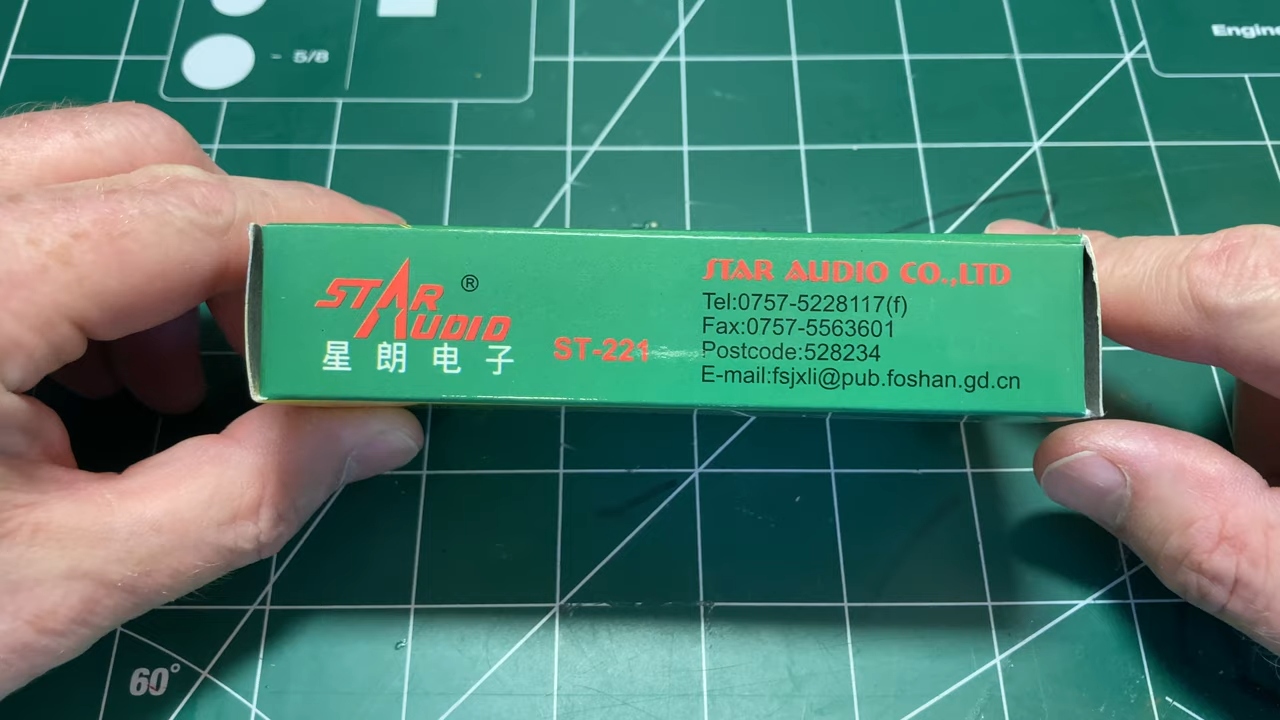 - 5/8
Engine
STAR ®
AUDIO
星朗电子
ST-221
STAR AUDIO CO.,LTD
Tel:0757-5228117(f)
Fax:0757-5563601
Postcode:528234
E-mail:fsjxli@pub.foshan.gd.cn
60°